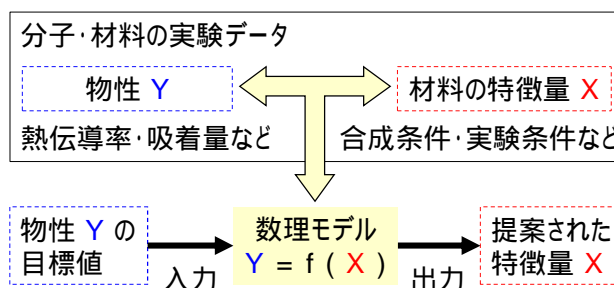 分子･材料の実験データ
物性 Y
材料の特徴量 X
熱伝導率･吸着量など
合成条件･実験条件など
物性 Y の
目標値
入力
数理モデル
Y = f ( X )
出力
提案された
特徴量 X